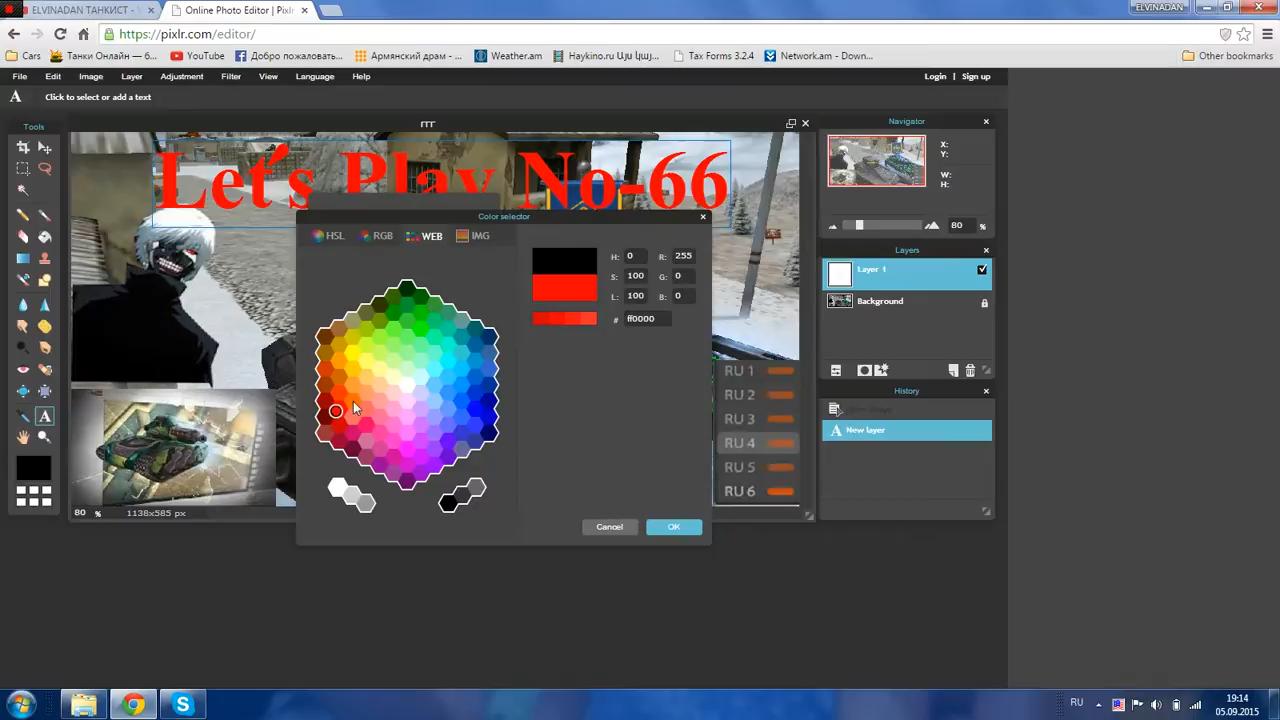 ELVINADAN ТАНКИСТ -
Online Photo Editor | Pixlr
ELVINADAN
https://pixlr.com/editor/
Cars
Танки Онлайн — б...
YouTube
Добро пожаловать...
Армянский драм - ...
Weather.am
Haykino.ru Այս կայ...
Tax Forms 3.2.4
Network.am - Down...
Other bookmarks
File Edit Image Layer Adjustment Filter View Language Help
Login | Sign up
A Click to select or add a text
Tools
Let's Play No-66
Color selector
HSL RGB WEB IMG
H: 0 R: 255
S: 100 G: 0
L: 100 B: 0
# ff0000
Cancel OK
RU 1
RU 2
RU 3
RU 4
RU 5
RU 6
80 % 1138x585 px
Navigator
X:
Y:
W:
H:
80 %
Layers
Layer 1
Background
History
A New layer
RU
19:14
05.09.2015